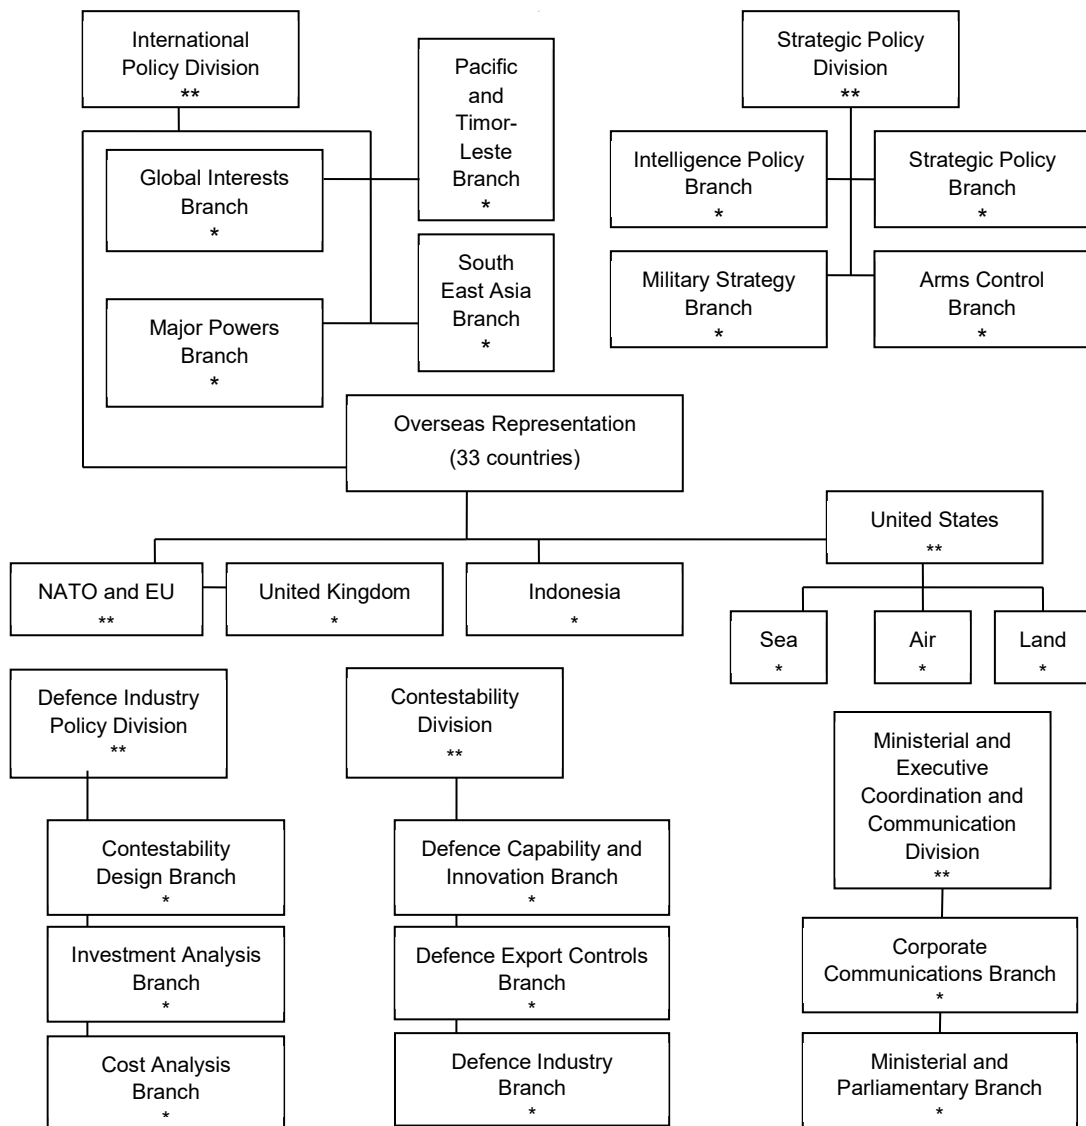 International
Policy Division
**
Pacific
and
Timor-
Leste
Branch
*
Strategic Policy
Division
**
Global Interests
Branch
*
Intelligence Policy
Branch
*
Strategic Policy
Branch
*
South
East Asia
Branch
*
Major Powers
Branch
*
Military Strategy
Branch
*
Arms Control
Branch
*
Overseas Representation
(33 countries)
United States
**
NATO and EU
**
United Kingdom
*
Indonesia
*
Sea
*
Air
*
Land
*
Defence Industry
Policy Division
**
Contestability
Division
**
Ministerial and
Executive
Coordination and
Communication
Division
**
Contestability
Design Branch
*
Defence Capability and
Innovation Branch
*
Investment Analysis
Branch
*
Defence Export Controls
Branch
*
Corporate
Communications Branch
*
Cost Analysis
Branch
*
Defence Industry
Branch
*
Ministerial and
Parliamentary Branch
*